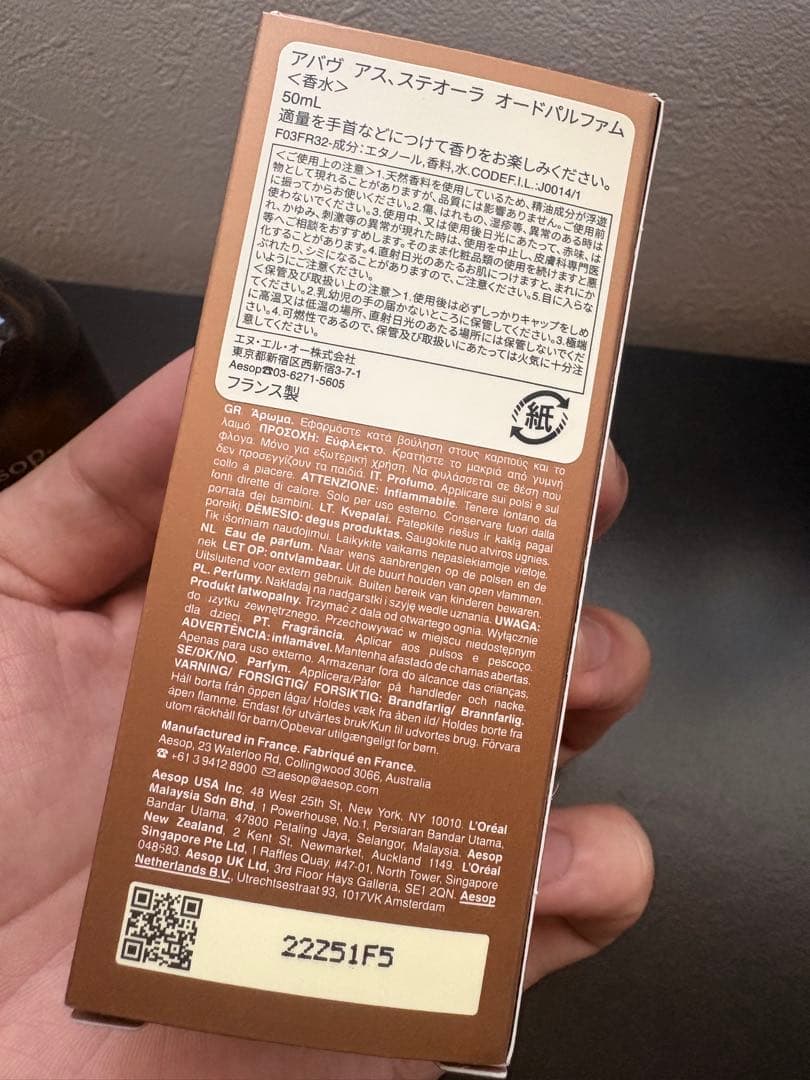 アバヴ アス、ステオーラ オードパルファム
＜香水＞
50mL
適量を手首などにつけて香りをお楽しみください。
F03FR32-成分：エタノール,香料,水.CODEF.I.L.:J0014/1
＜ご使用上の注意＞1.天然香料を使用しているため、精油成分が浮遊
物として現れることがありますが、品質には影響ありません。ご使用前
に振ってからお使いください。2.傷、はれもの、湿疹等、異常のある時は
使わないでください。3.使用中、又は使用後日光にあたって、赤味、は
れ、かゆみ、刺激等の異常が現れた時は、使用を中止し、皮膚科専門医
等へご相談をおすすめします。そのまま化粧品類の使用を続けますと悪
化することがあります。4.直射日光のあたるお肌につけますと、まれにか
ぶれたり、シミになることがありますので、ご注意ください。5.目に入らな
いようにご注意ください。
＜保管及び取扱い上の注意＞1.使用後は必ずしっかりキャップをしめ
てください。2.乳幼児の手の届かないところに保管してください。3.極端
に高温又は低温の場所、直射日光のあたる場所には保管しないでくだ
さい。4.可燃性であるので、保管及び取扱いにあたっては火気に十分注
意してください。
エヌ・エル・オー株式会社
東京都新宿区西新宿3-7-1
Aesop☎03-6271-5605
フランス製
紙
GR Άρωμα. Εφαρμόστε κατά βούληση στους καρπούς και το
λαιμό ΠΡΟΣΟΧΗ: Εύφλεκτο. Κρατήστε το μακριά από γυμνή
φλόγα. Μόνο για εξωτερική χρήση. Να φυλάσσεται σε θέση που
δεν προσεγγίζουν τα παιδιά. IT. Profumo. Applicare sui polsi e sul
collo a piacere. ATTENZIONE: Infiammabile. Tenere lontano da
fonti dirette di calore. Solo per uso esterno. Conservare fuori dalla
portata dei bambini. LT. Kvepalai. Patepkite riešus ir kaklą pagal
poreikį. DĖMESIO: degus produktas. Saugokite nuo atviros ugnies.
Tik išoriniam naudojimui. Laikykite vaikams nepasiekiamoje vietoje.
NL. Eau de parfum. Naar wens aanbrengen op de polsen en de
nek. LET OP: ontvlambaar. Uit de buurt houden van open vlammen.
Uitsluitend voor extern gebruik. Buiten bereik van kinderen bewaren.
PL. Perfumy. Nakładaj na nadgarstki i szyję wedle uznania. UWAGA:
Produkt łatwopalny. Trzymać z dala od otwartego ognia. Wyłącznie
do użytku zewnętrznego. Przechowywać w miejscu niedostępnym
dla dzieci. PT. Fragrância. Aplicar aos pulsos e pescoço.
ADVERTÊNCIA: inflamável. Mantenha afastado de chamas abertas.
Apenas para uso externo. Armazenar fora do alcance das crianças.
SE/DK/NO. Parfym. Applicera/Påfør på handleder och nacke.
VARNING/ FORSIGTIG/ FORSIKTIG: Brandfarlig/ Brannfarlig.
Håll borta från öppen låga/ Holdes væk fra åben ild/ Holdes borte fra
åpen flamme. Endast för utvärtes bruk/Kun til udvortes brug. Förvara
utom räckhåll för barn/Opbevar utilgængeligt for børn.
Manufactured in France. Fabriqué en France.
Aesop, 23 Waterloo Rd, Collingwood 3066, Australia
☎ +61 3 9412 8900 ✉aesop@aesop.com
Aesop USA Inc, 48 West 25th St, New York, NY 10010. L'Oréal
Malaysia Sdn Bhd, 1 Powerhouse, No.1, Persiaran Bandar Utama,
Bandar Utama, 47800 Petaling Jaya, Selangor, Malaysia. Aesop
New Zealand, 2 Kent St, Newmarket, Auckland 1149. L'Oréal
Singapore Pte Ltd, 1 Raffles Quay, #47-01, North Tower, Singapore
048583. Aesop UK Ltd, 3rd Floor Hays Galleria, SE1 2QN. Aesop
Netherlands B.V., Utrechtsestraat 93, 1017VK Amsterdam
22Z51F5